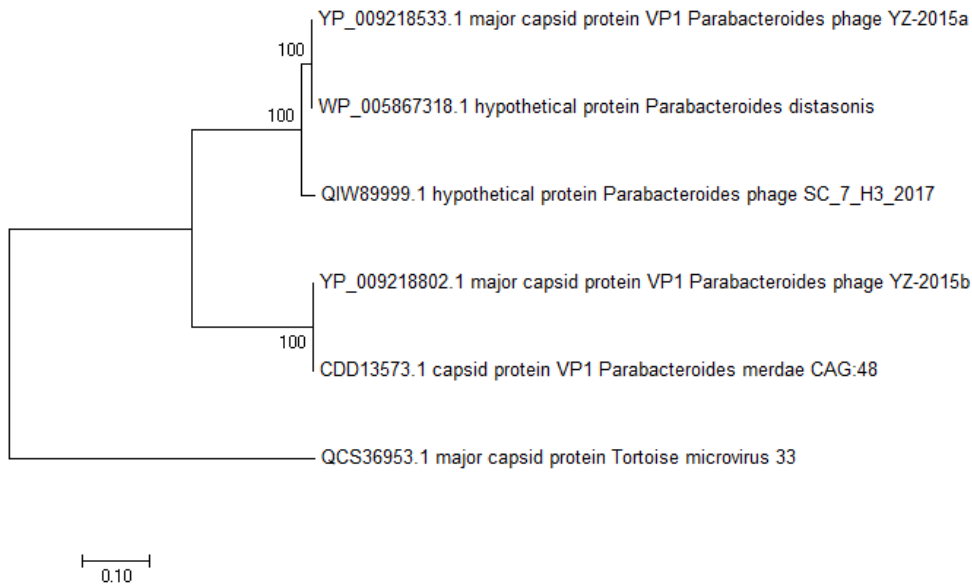 YP_009218533.1 major capsid protein VP1 Parabacteroides phage YZ-2015a
100
WP_005867318.1 hypothetical protein Parabacteroides distasonis
100
QIW89999.1 hypothetical protein Parabacteroides phage SC_7_H3_2017
YP_009218802.1 major capsid protein VP1 Parabacteroides phage YZ-2015b
100
CDD13573.1 capsid protein VP1 Parabacteroides merdae CAG:48
QCS36953.1 major capsid protein Tortoise microvirus 33
0.10